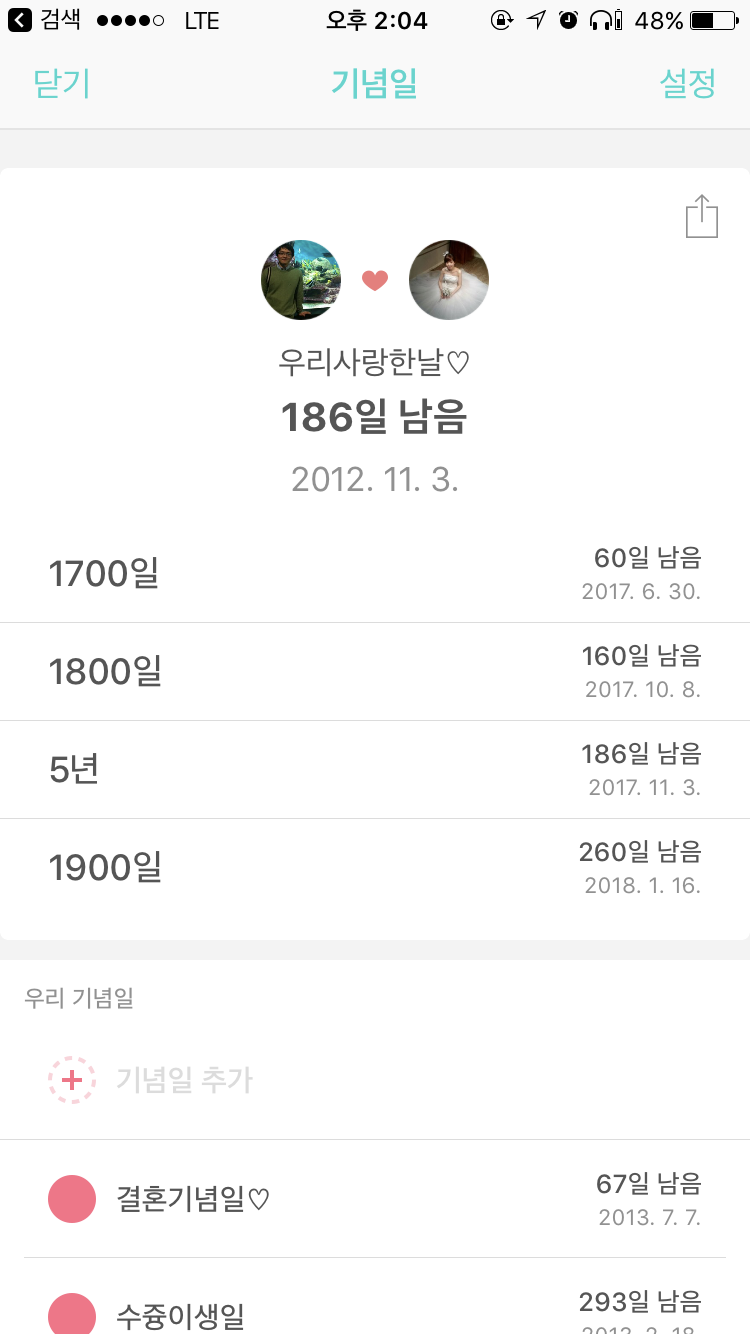 검색 LTE 오후 2:04 48%
닫기 기념일 설정
우리사랑한날♡
186일 남음
2012. 11. 3.
1700일 60일 남음
2017. 6. 30.
1800일 160일 남음
2017. 10. 8.
5년 186일 남음
2017. 11. 3.
1900일 260일 남음
2018. 1. 16.
우리 기념일
기념일 추가
결혼기념일♡ 67일 남음
2013. 7. 7.
수쥼이생일 293일 남음
2013. 2. 18.